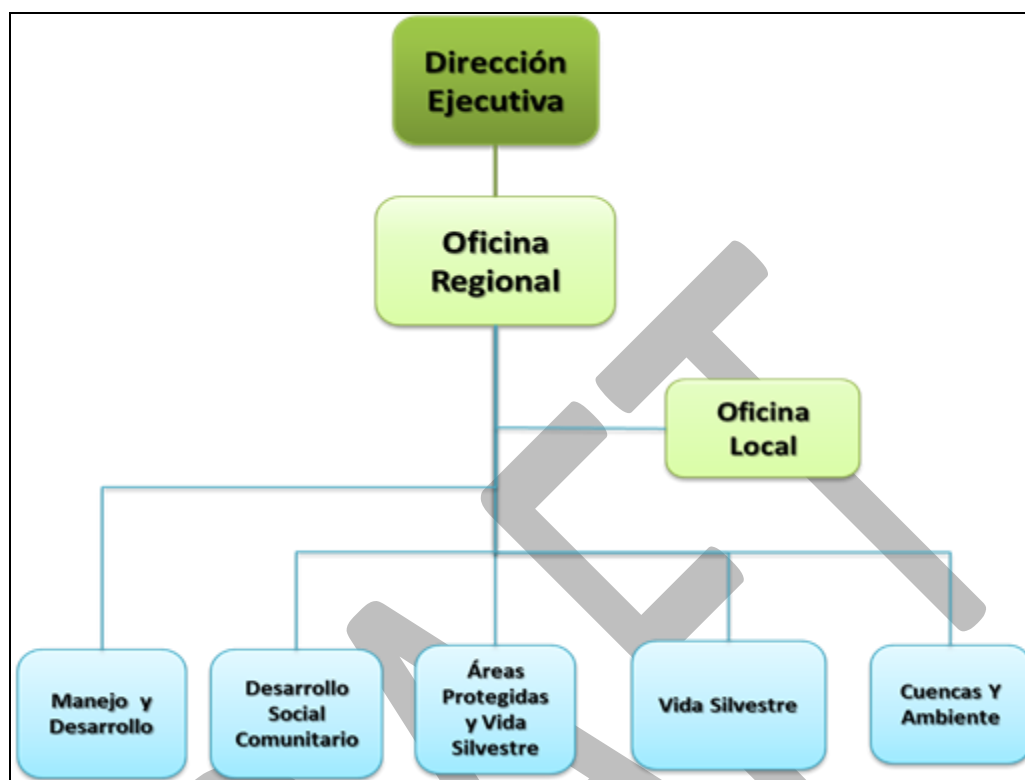 Dirección
Ejecutiva
Oficina
Regional
Oficina
Local
Manejo y
Desarrollo
Desarrollo
Social
Comunitario
Áreas
Protegidas
y Vida
Silvestre
Vida Silvestre
Cuencas Y
Ambiente